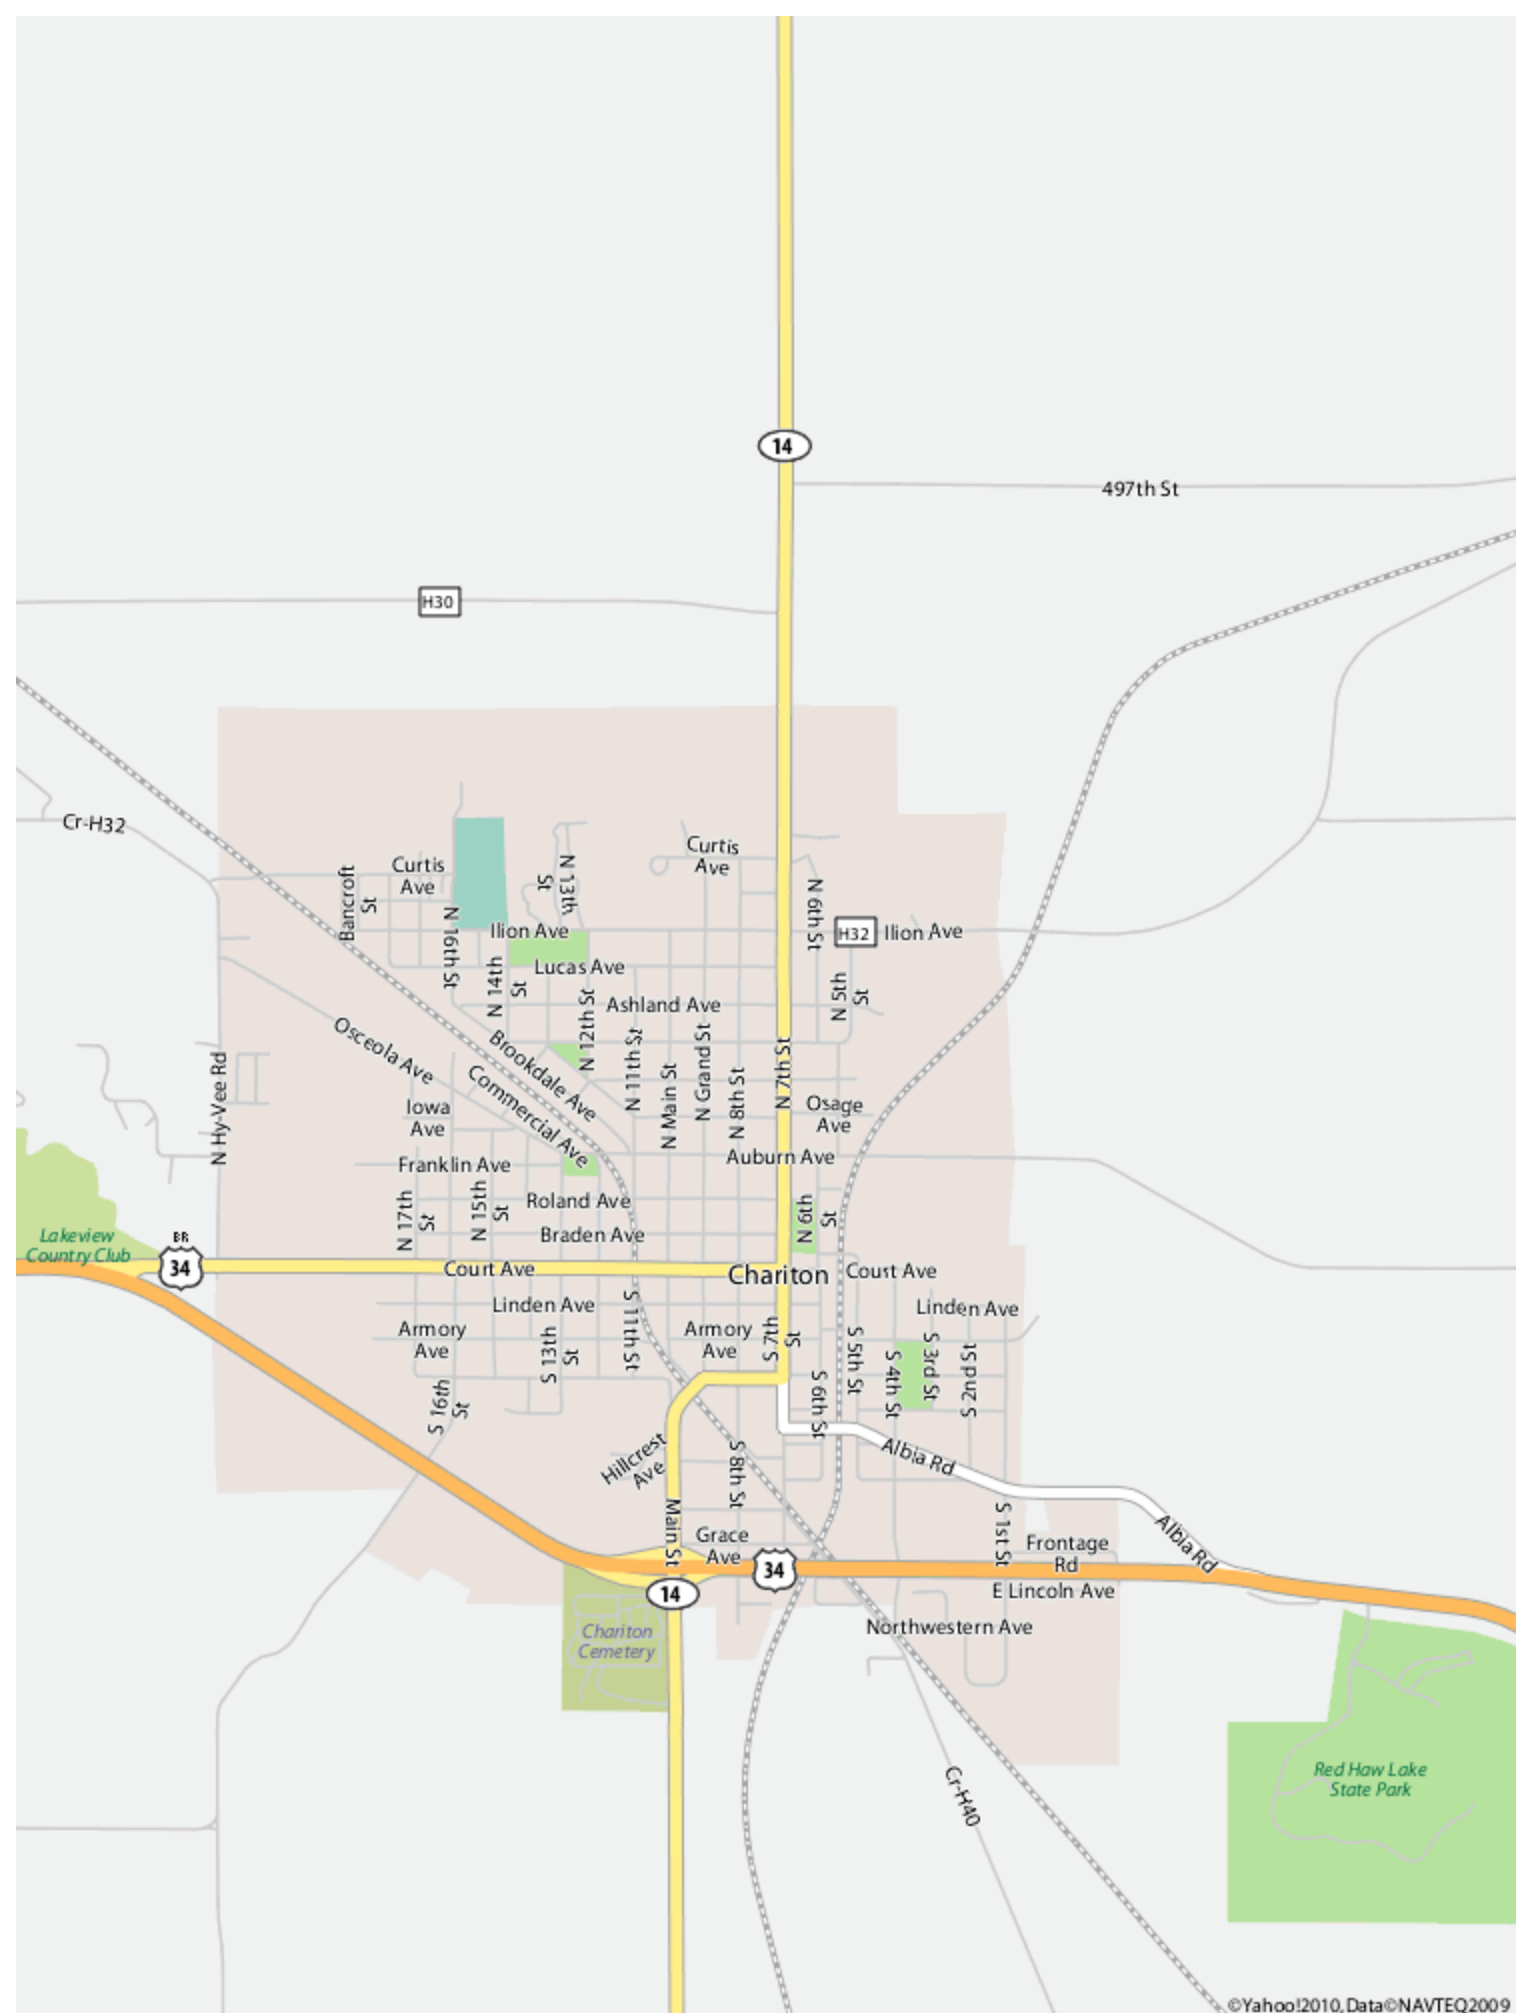 14
497th St
H30
Cr-H32
Curtis
Ave
Curtis
Ave
Bancroft
St
N 13th
St
N 16th St
N 6th St
Ilion Ave
H32
Ilion Ave
Lucas Ave
N 14th
St
N 5th
St
Ashland Ave
N 12th St
Osceola Ave
Brookdale Ave
N 11th St
N Main St
N Grand St
N 8th St
N 7th St
N Hy-Vee Rd
Commercial Ave
Iowa
Ave
Osage
Ave
Auburn Ave
Franklin Ave
N 17th
St
N 15th
St
Roland Ave
N 6th
St
Braden Ave
Lakeview
Country Club
BR
34
Court Ave
Chariton
Coust Ave
Linden Ave
Linden Ave
S 11th St
Armory
Ave
S 13th
St
Armory
Ave
S 7th
St
S 5th St
S 4th St
S 3rd St
S 2nd St
S 16th
St
S 6th St
Hillcrest
Ave
S 8th St
Albia Rd
Main St
S 1st St
Albia Rd
Grace
Ave
Frontage
Rd
34
14
E Lincoln Ave
Chariton
Cemetery
Northwestern Ave
Red Haw Lake
State Park
Cr-H40
©Yahoo!2010, Data©NAVTEQ2009